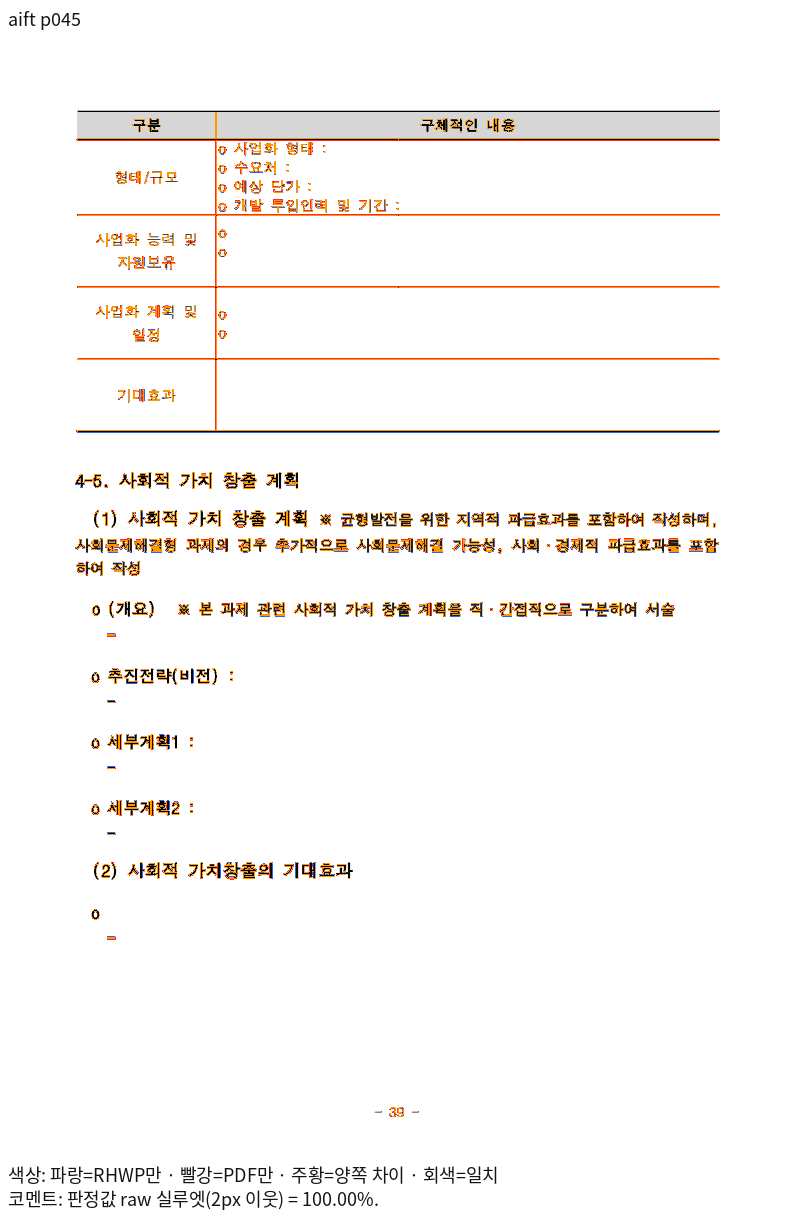 aift p045
구분 구체적인 내용
형태/규모
o 사업화 형태 :
o 수요처 :
o 예상 단가 :
o 개발 투입인력 및 기간 :
사업화 능력 및
자원보유
o
o
사업화 계획 및
일정
o
o
기대효과
4-5. 사회적 가치 창출 계획
(1) 사회적 가치 창출 계획 ※ 균형발전을 위한 지역적 파급효과를 포함하여 작성하며,
사회문제해결형 과제의 경우 추가적으로 사회문제해결 가능성, 사회·경제적 파급효과를 포함
하여 작성
o (개요) ※ 본 과제 관련 사회적 가치 창출 계획을 직·간접적으로 구분하여 서술
-
o 추진전략(비전) :
-
o 세부계획1 :
-
o 세부계획2 :
-
(2) 사회적 가치창출의 기대효과
o
-
- 39 -
색상: 파랑=RHWP만 · 빨강=PDF만 · 주황=양쪽 차이 · 회색=일치
코멘트: 판정값 raw 실루엣(2px 이웃) = 100.00%.